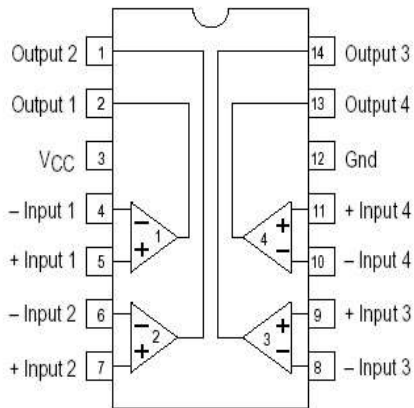 Output 2 1 14 Output 3
Output 1 2 13 Output 4
VCC 3 12 Gnd
– Input 1 4 – + 11 + Input 4
1 4
+ Input 1 5 + – 10 – Input 4
– Input 2 6 – + 9 + Input 3
2 3
+ Input 2 7 + – 8 – Input 3